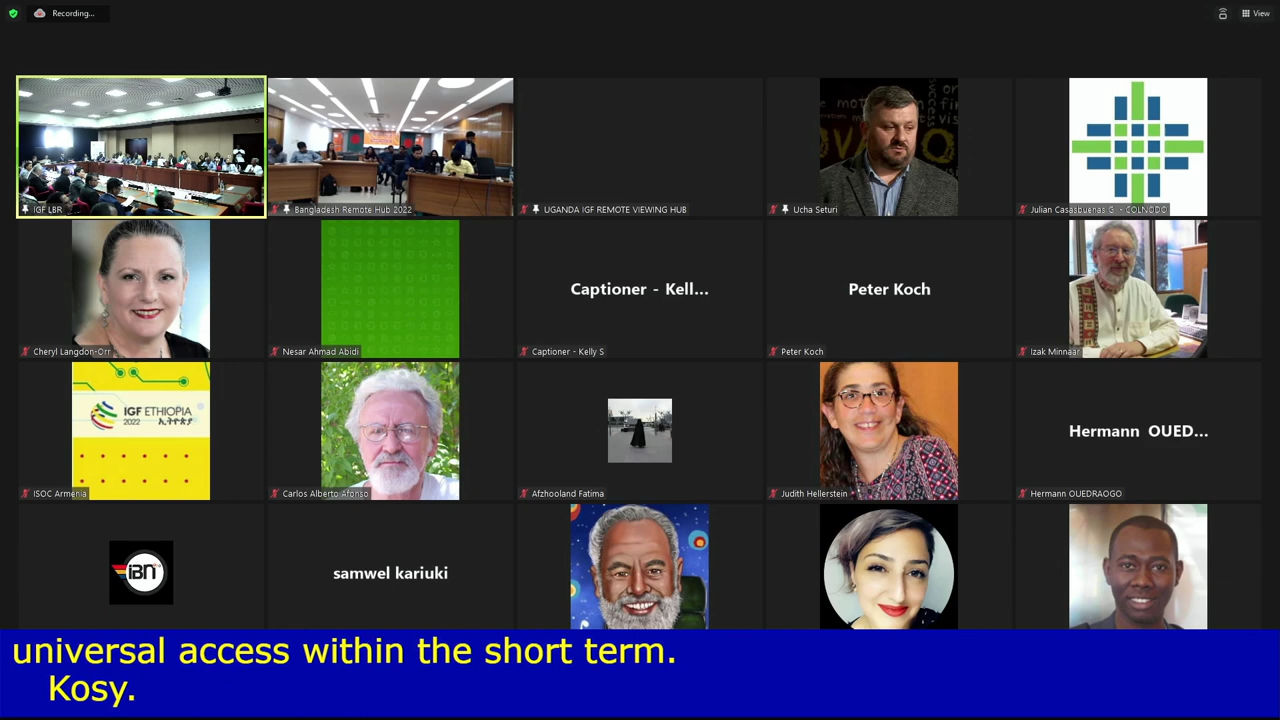 Recording...
View
IGF LBR
Bangladesh Remote Hub 2022
UGANDA IGF REMOTE VIEWING HUB
Ucha Seturi
Julian Casasbuenas G. - COLNODO
Cheryl Langdon-Orr
Nesar Ahmad Abidi
Captioner - Kell...
Captioner - Kelly S
Peter Koch
Peter Koch
Izak Minnaar
IGF ETHIOPIA
2022 ኢትዮጵያ
ISOC Armenia
Carlos Alberto Afonso
Afzhooland Fatima
Judith Hellerstein
Hermann OUED...
Hermann OUEDRAOGO
iBN
samwel kariuki
universal access within the short term.
Kosy.